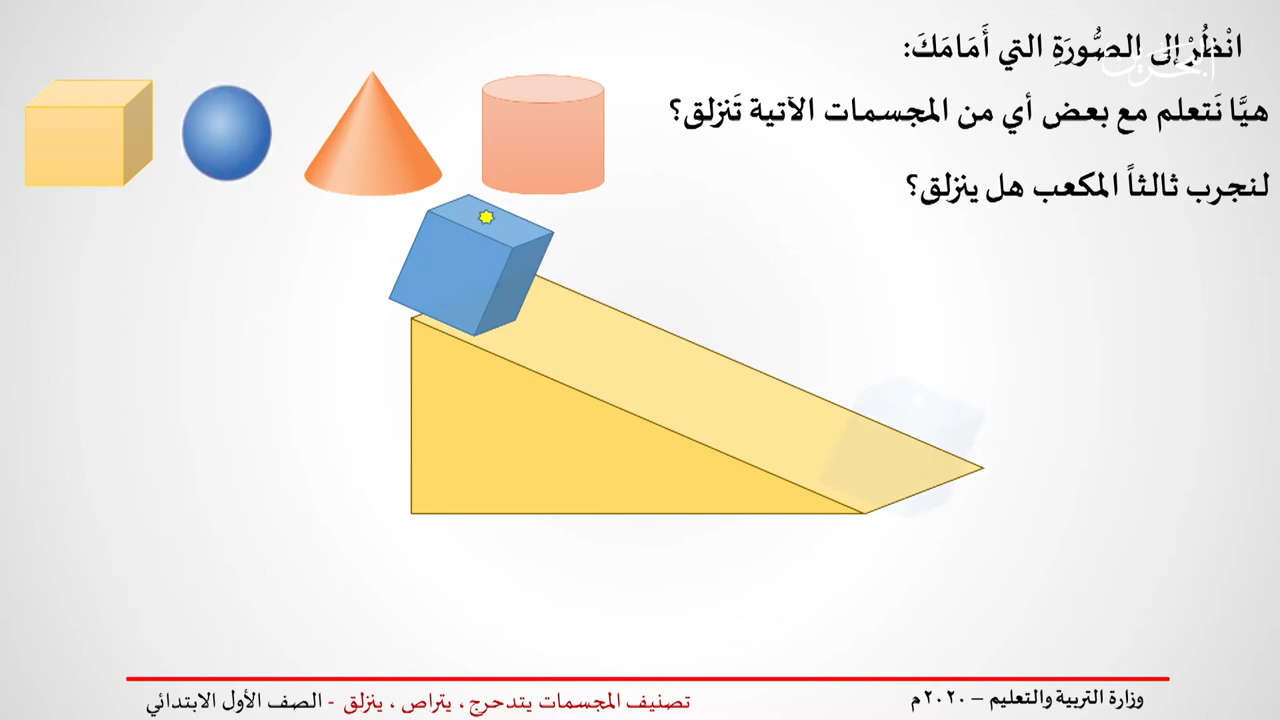 انْظُرْ إلى الصُّورَةِ التي أَمَامَكَ:
هيَّا نَتعلم مع بعض أي من المجسمات الآتية تَنزلق؟
لنجرب ثالثاً المكعب هل ينزلق؟
وزارة التربية والتعليم – ٢٠٢٠م
تصنيف المجسمات يتدحرج ، يتراص ، ينزلق - الصف الأول الابتدائي
البحرين